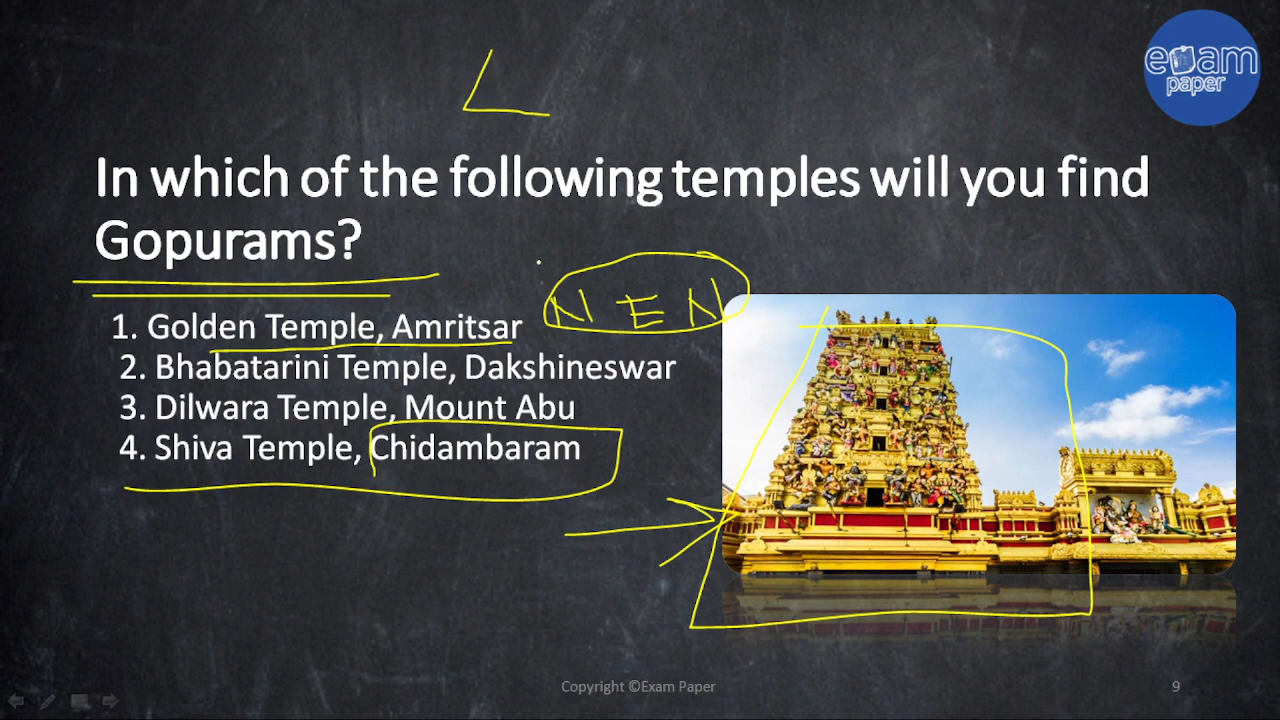 exam
paper
In which of the following temples will you find
Gopurams?
N E N
1. Golden Temple, Amritsar
2. Bhabatarini Temple, Dakshineswar
3. Dilwara Temple, Mount Abu
4. Shiva Temple, Chidambaram
Copyright ©Exam Paper
9